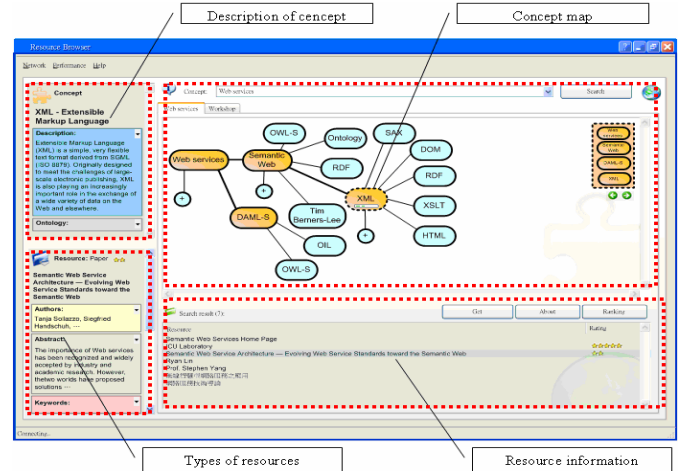 Description of cencept
Concept map
Resource Browser
Network Performance Help
Concept
XML - Extensible
Markup Language
Description:
Extensible Markup Language
(XML) is a simple, very flexible
text format derived from SGML
(ISO 8879). Originally designed
to meet the challenges of large-
scale electronic publishing, XML
is also playing an increasingly
important role in the exchange of
a wide variety of data on the
Web and elsewhere.
Ontology:
Concept: Web services Search
Web services Workshop
OWL-S
Ontology
SAX
DOM
Web services
Semantic
Web
RDF
RDF
XML
XSLT
HTML
DAML-S
Tim
Berners-Lee
OIL
OWL-S
Web
services
Semantic
Web
DAML-S
XML
Resource: Paper
Semantic Web Service
Architecture — Evolving Web
Service Standards toward the
Semantic Web
Authors:
Tanja Sollazzo, Siegfried
Handschuh, ...
Abstract:
The importance of Web services
has been recognized and widely
accepted by industry and
academic research. However,
thetwo worlds have proposed
solutions ...
Keywords:
Search result (7): Get About Ranking
Resource Rating
Semantic Web Services Home Page
ICU Laboratory
Semantic Web Service Architecture — Evolving Web Service Standards toward the Semantic Web
Ryan Lin
Prof. Stephen Yang
Connecting...
Types of resources
Resource information